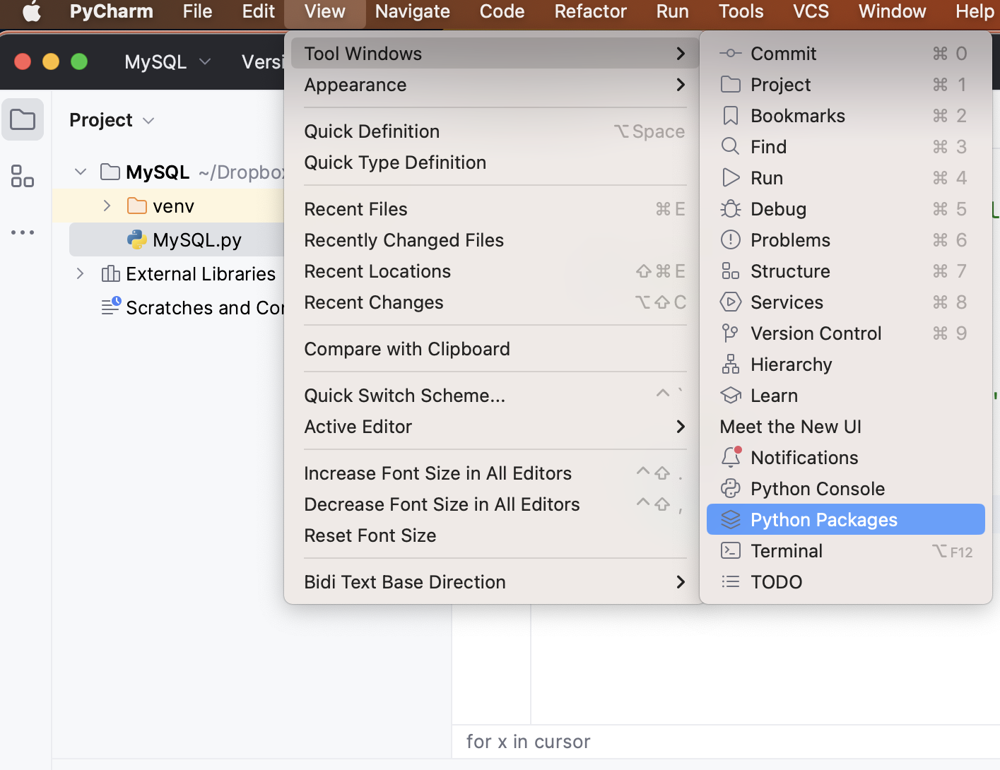 PyCharm File Edit View Navigate Code Refactor Run Tools VCS Window Help
MySQL Versi
Project
MySQL ~/Dropbox
venv
MySQL.py
External Libraries
Scratches and Con
Tool Windows
Appearance
Quick Definition ⌥Space
Quick Type Definition
Recent Files ⌘E
Recently Changed Files
Recent Locations ⇧⌘E
Recent Changes ⌥⇧C
Compare with Clipboard
Quick Switch Scheme... ^`
Active Editor
Increase Font Size in All Editors ^⇧.
Decrease Font Size in All Editors ^⇧,
Reset Font Size
Bidi Text Base Direction
Commit ⌘ 0
Project ⌘ 1
Bookmarks ⌘ 2
Find ⌘ 3
Run ⌘ 4
Debug ⌘ 5
Problems ⌘ 6
Structure ⌘ 7
Services ⌘ 8
Version Control ⌘ 9
Hierarchy
Learn
Meet the New UI
Notifications
Python Console
Python Packages
Terminal ⌥F12
TODO
for x in cursor